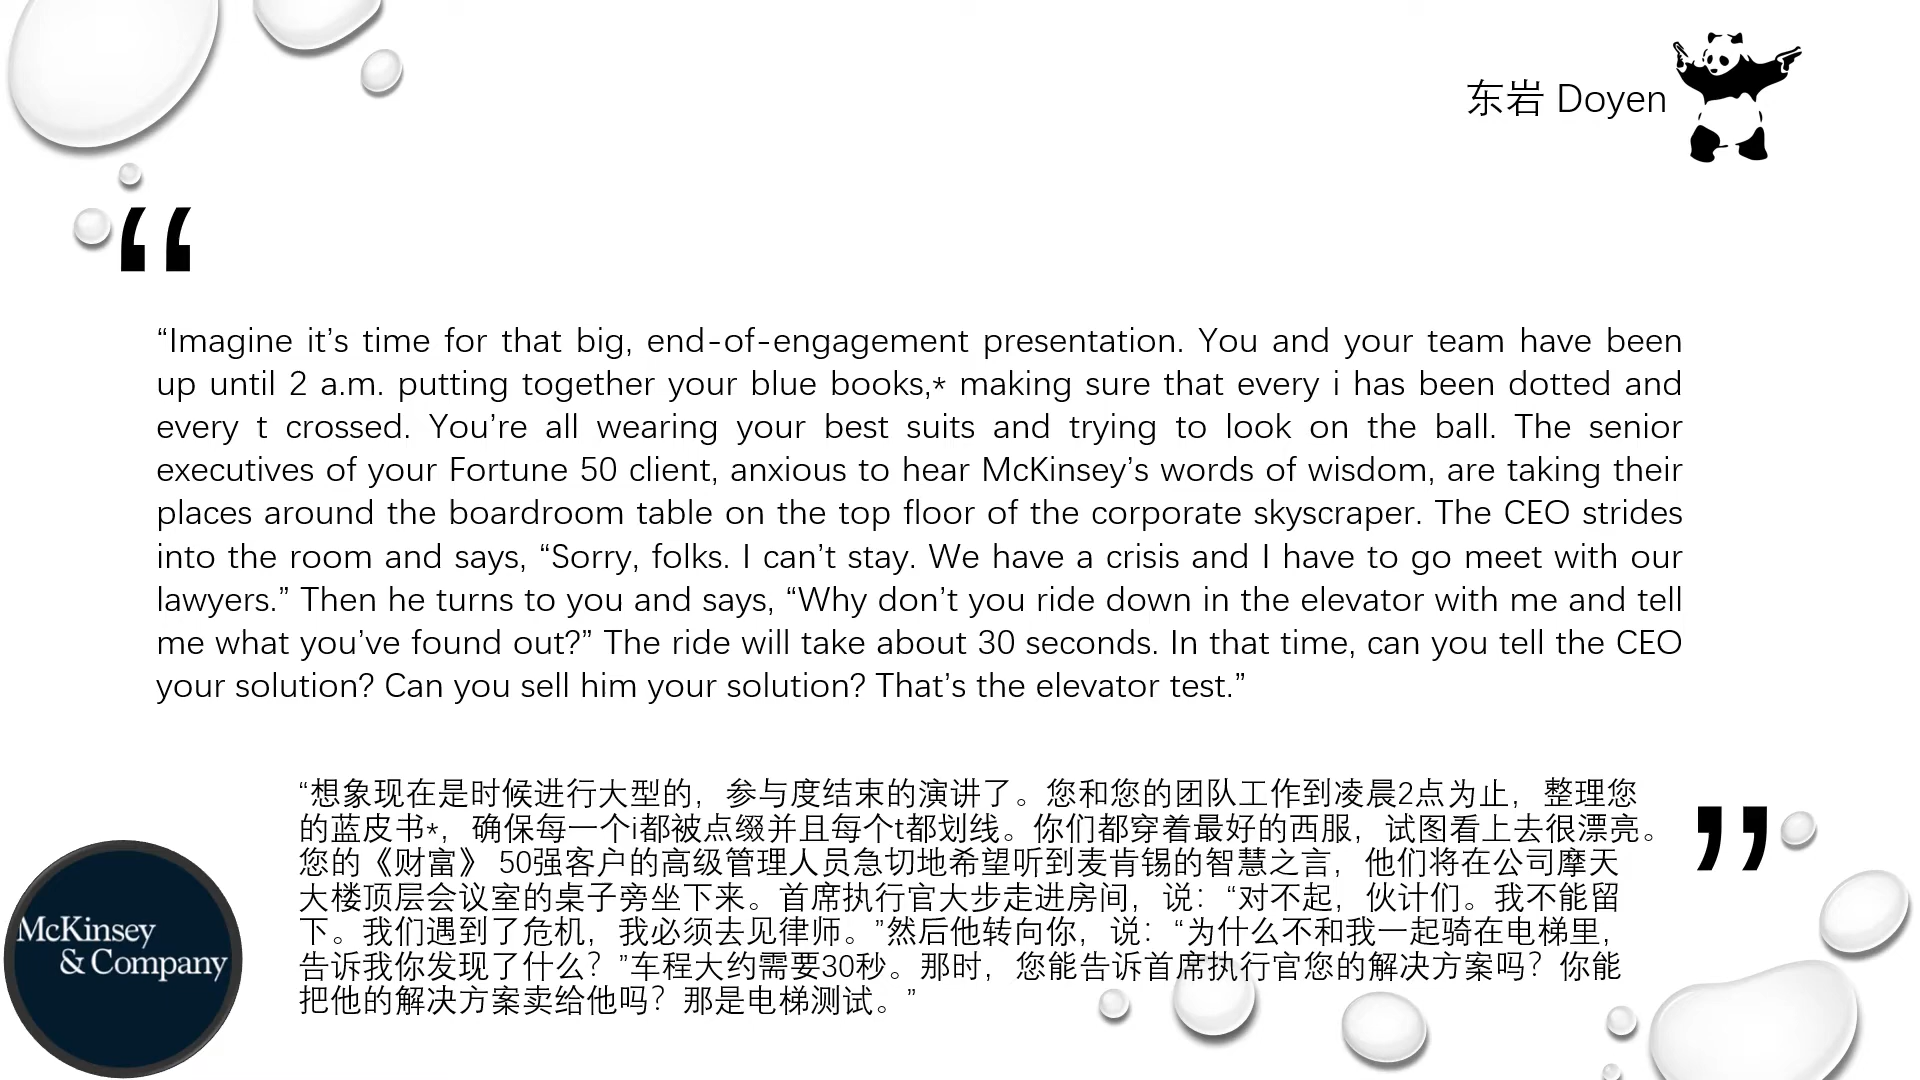 东岩 Doyen
“
“Imagine it’s time for that big, end-of-engagement presentation. You and your team have been
up until 2 a.m. putting together your blue books,* making sure that every i has been dotted and
every t crossed. You’re all wearing your best suits and trying to look on the ball. The senior
executives of your Fortune 50 client, anxious to hear McKinsey’s words of wisdom, are taking their
places around the boardroom table on the top floor of the corporate skyscraper. The CEO strides
into the room and says, “Sorry, folks. I can’t stay. We have a crisis and I have to go meet with our
lawyers.” Then he turns to you and says, “Why don’t you ride down in the elevator with me and tell
me what you’ve found out?” The ride will take about 30 seconds. In that time, can you tell the CEO
your solution? Can you sell him your solution? That’s the elevator test.”
“想象现在是时候进行大型的，参与度结束的演讲了。您和您的团队工作到凌晨2点为止，整理您
的蓝皮书*，确保每一个i都被点缀并且每个t都划线。你们都穿着最好的西服，试图看上去很漂亮。
您的《财富》 50强客户的高级管理人员急切地希望听到麦肯锡的智慧之言，他们将在公司摩天
大楼顶层会议室的桌子旁坐下来。首席执行官大步走进房间，说：“对不起，伙计们。我不能留
下。我们遇到了危机，我必须去见律师。”然后他转向你，说：“为什么不和我一起骑在电梯里，
告诉我你发现了什么？”车程大约需要30秒。那时，您能告诉首席执行官您的解决方案吗？你能
把他的解决方案卖给他吗？那是电梯测试。”
”
McKinsey
& Company